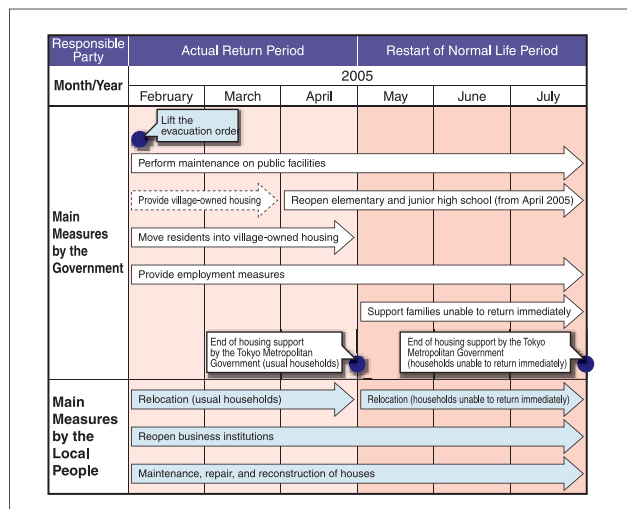 Responsible
Party
Actual Return Period
Restart of Normal Life Period
Month/Year
2005
February
March
April
May
June
July
Main
Measures
by the
Government
Lift the
evacuation order
Perform maintenance on public facilities
Provide village-owned housing
Reopen elementary and junior high school (from April 2005)
Move residents into village-owned housing
Provide employment measures
Support families unable to return immediately
End of housing support
by the Tokyo Metropolitan
Government (usual households)
End of housing support by the Tokyo
Metropolitan Government
(households unable to return immediately)
Main
Measures
by the
Local
People
Relocation (usual households)
Relocation (households unable to return immediately)
Reopen business institutions
Maintenance, repair, and reconstruction of houses